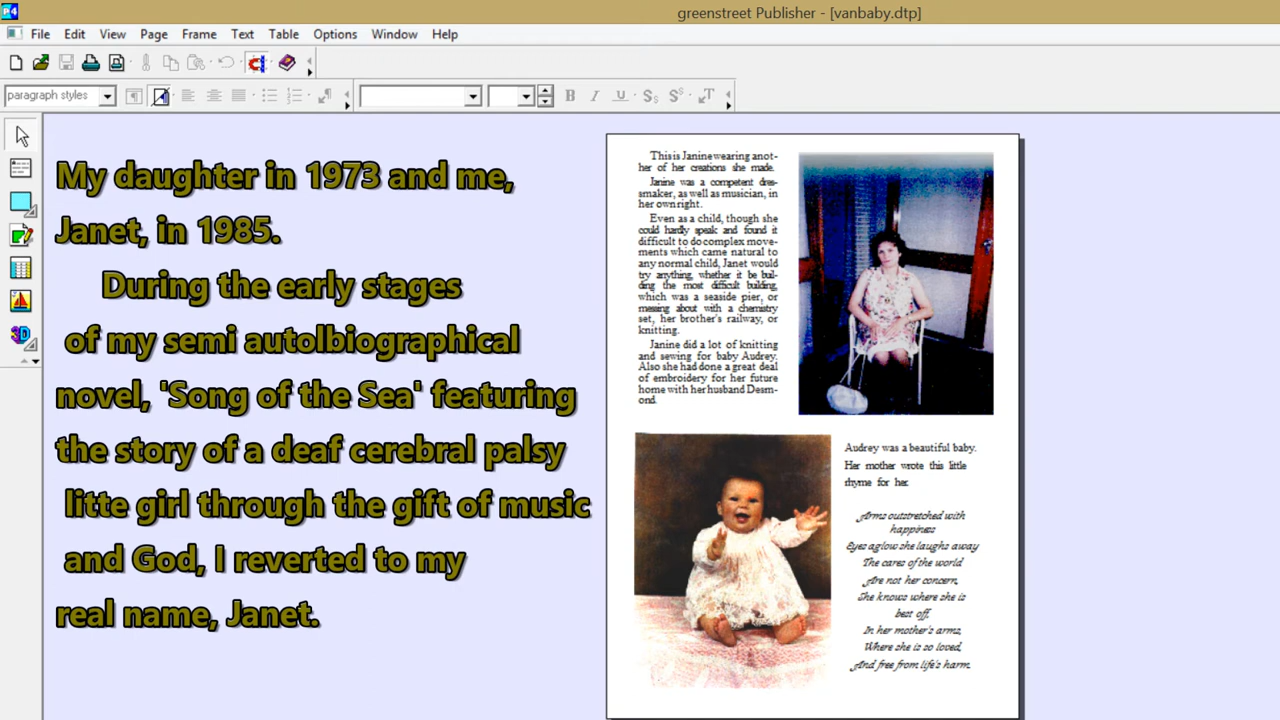 greenstreet Publisher - [vanbaby.dtp]
File Edit View Page Frame Text Table Options Window Help
paragraph styles
My daughter in 1973 and me,
Janet, in 1985.
During the early stages
of my semi autolbiographical
novel, 'Song of the Sea' featuring
the story of a deaf cerebral palsy
litte girl through the gift of music
and God, I reverted to my
real name, Janet.
This is Janine wearing anot-
her of her creations she made.
Janine was a competent dres-
smaker, as well as musician, in
her own right.
Even as a child, though she
could hardly speak and found it
difficult to do complex move-
ments which came natural to
any normal child, Janet would
try anything, whether it be buil-
ding the most difficult building,
which was a seaside pier, or
messing about with a chemistry
set, her brother's railway, or
knitting.
Janine did a lot of knitting
and sewing for baby Audrey.
Also she had done a great deal
of embroidery for her future
home with her husband Desm-
ond.
Audrey was a beautiful baby.
Her mother wrote this little
rhyme for her.
Arms outstretched with
happiness
Eyes aglow she laughs away
The cares of the world
Are not her concern,
She knows where she is
best off,
In her mother's arms,
Where she is so loved,
And free from life's harm.